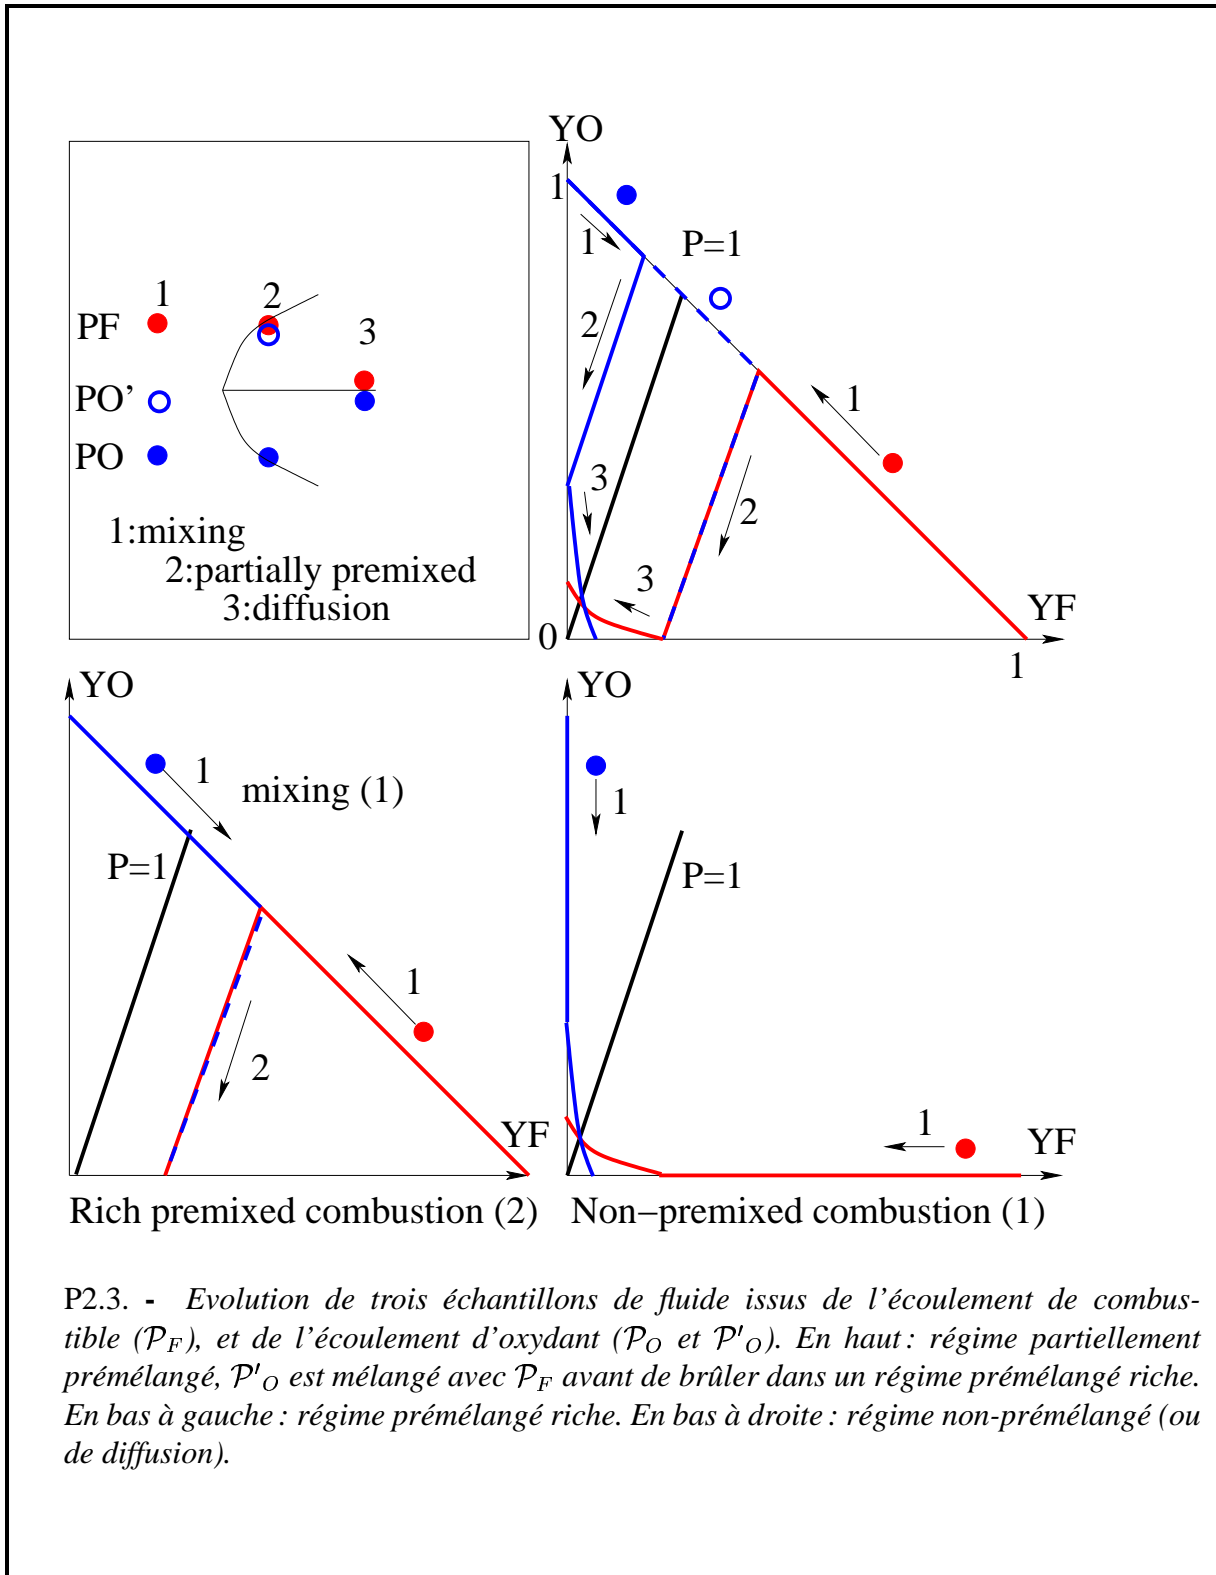 1
2
3
PF
PO'
PO
1:mixing
2:partially premixed
3:diffusion
YO
1
1
P=1
2
1
3
2
3
0
YF
1
YO
1
mixing (1)
P=1
1
2
YF
Rich premixed combustion (2)
YO
1
P=1
1
YF
Non–premixed combustion (1)
P2.3. - Evolution de trois échantillons de fluide issus de l'écoulement de combus-
tible (𝒫F), et de l'écoulement d'oxydant (𝒫O et 𝒫'O). En haut : régime partiellement
prémélangé, 𝒫'O est mélangé avec 𝒫F avant de brûler dans un régime prémélangé riche.
En bas à gauche : régime prémélangé riche. En bas à droite : régime non-prémélangé (ou
de diffusion).